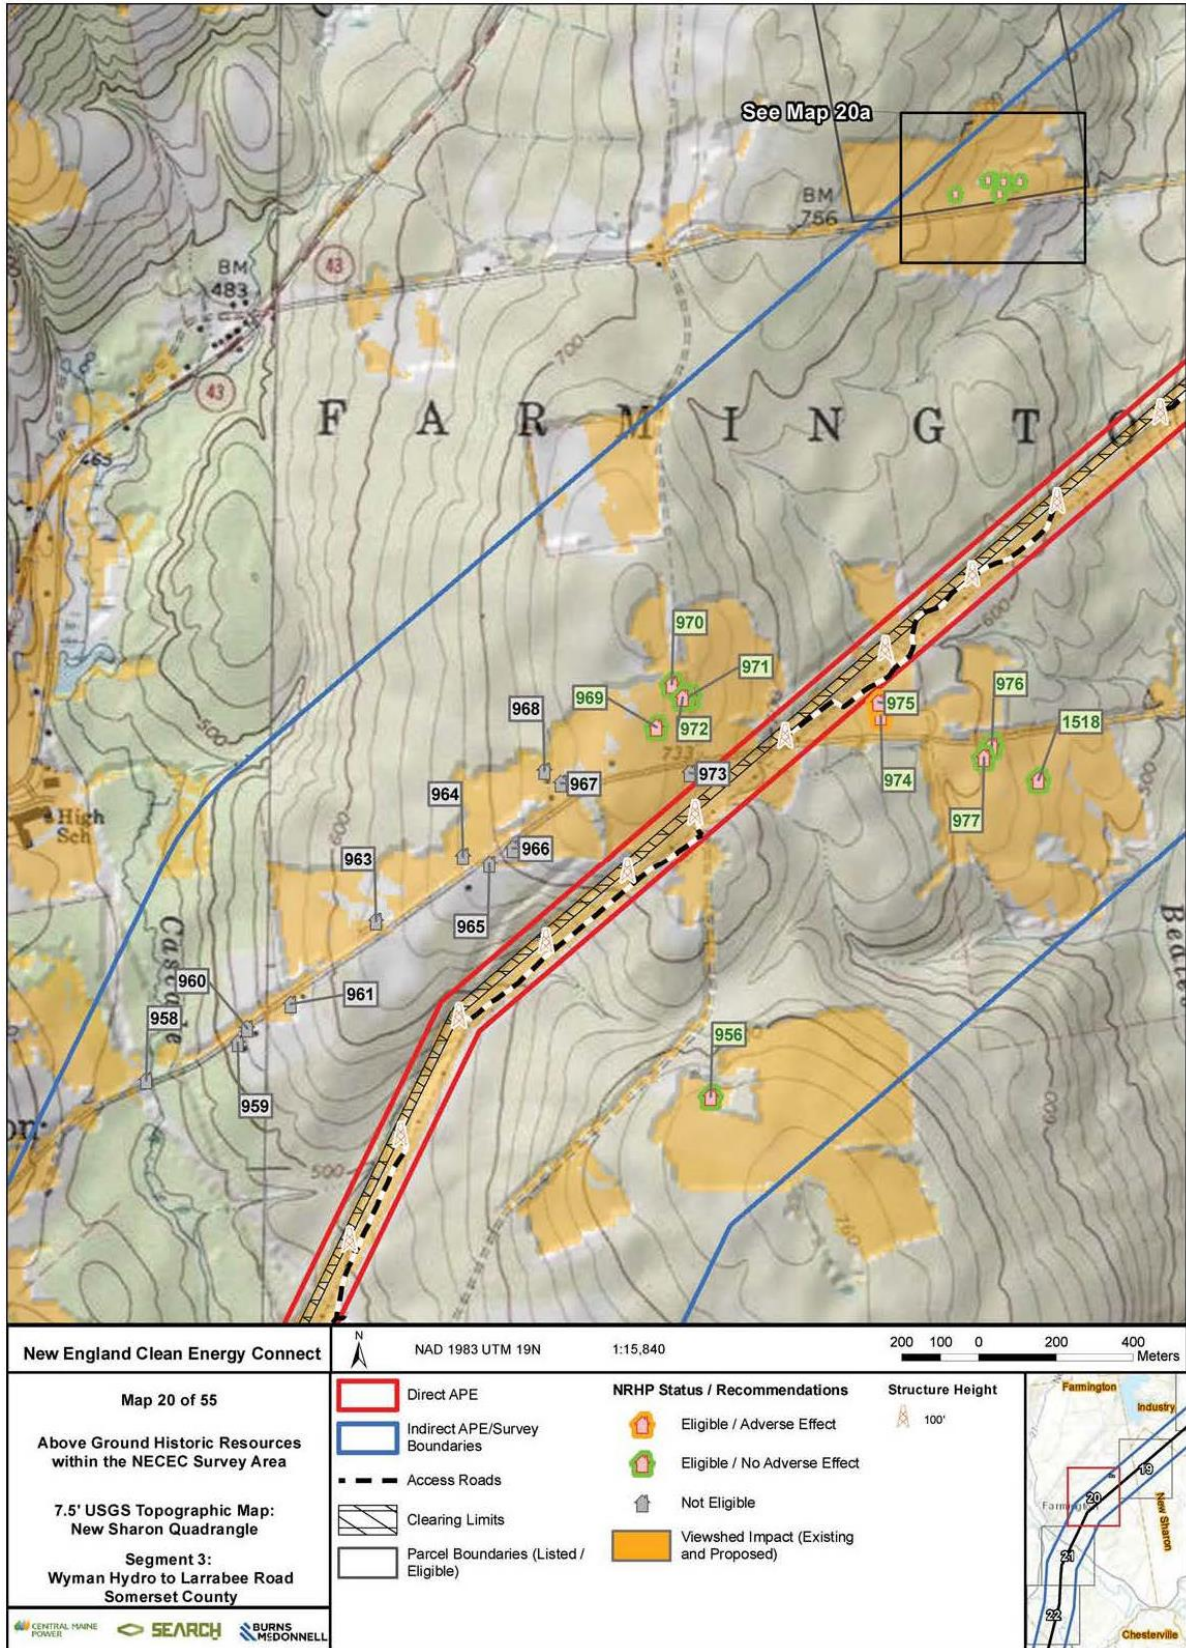 See Map 20a
BM
756
43
BM
483
43
700
463
F A R M I N G T O
600
970
971
969
972
968
975
976
1518
974
977
733
973
967
964
500
500
High
Sch
600
963
966
965
960
961
958
959
Cascade
956
600
500
760
New England Clean Energy Connect
N
NAD 1983 UTM 19N
1:15,840
200 100 0 200 400
Meters
Map 20 of 55
Above Ground Historic Resources
within the NECEC Survey Area
7.5' USGS Topographic Map:
New Sharon Quadrangle
Segment 3:
Wyman Hydro to Larrabee Road
Somerset County
CENTRAL MAINE
POWER
SEARCH
BURNS
McDONNELL
Direct APE
Indirect APE/Survey
Boundaries
Access Roads
Clearing Limits
Parcel Boundaries (Listed /
Eligible)
NRHP Status / Recommendations
Eligible / Adverse Effect
Eligible / No Adverse Effect
Not Eligible
Viewshed Impact (Existing
and Proposed)
Structure Height
100'
Farmington
Industry
19
20
Farmington
New Sharon
21
22
Chesterville